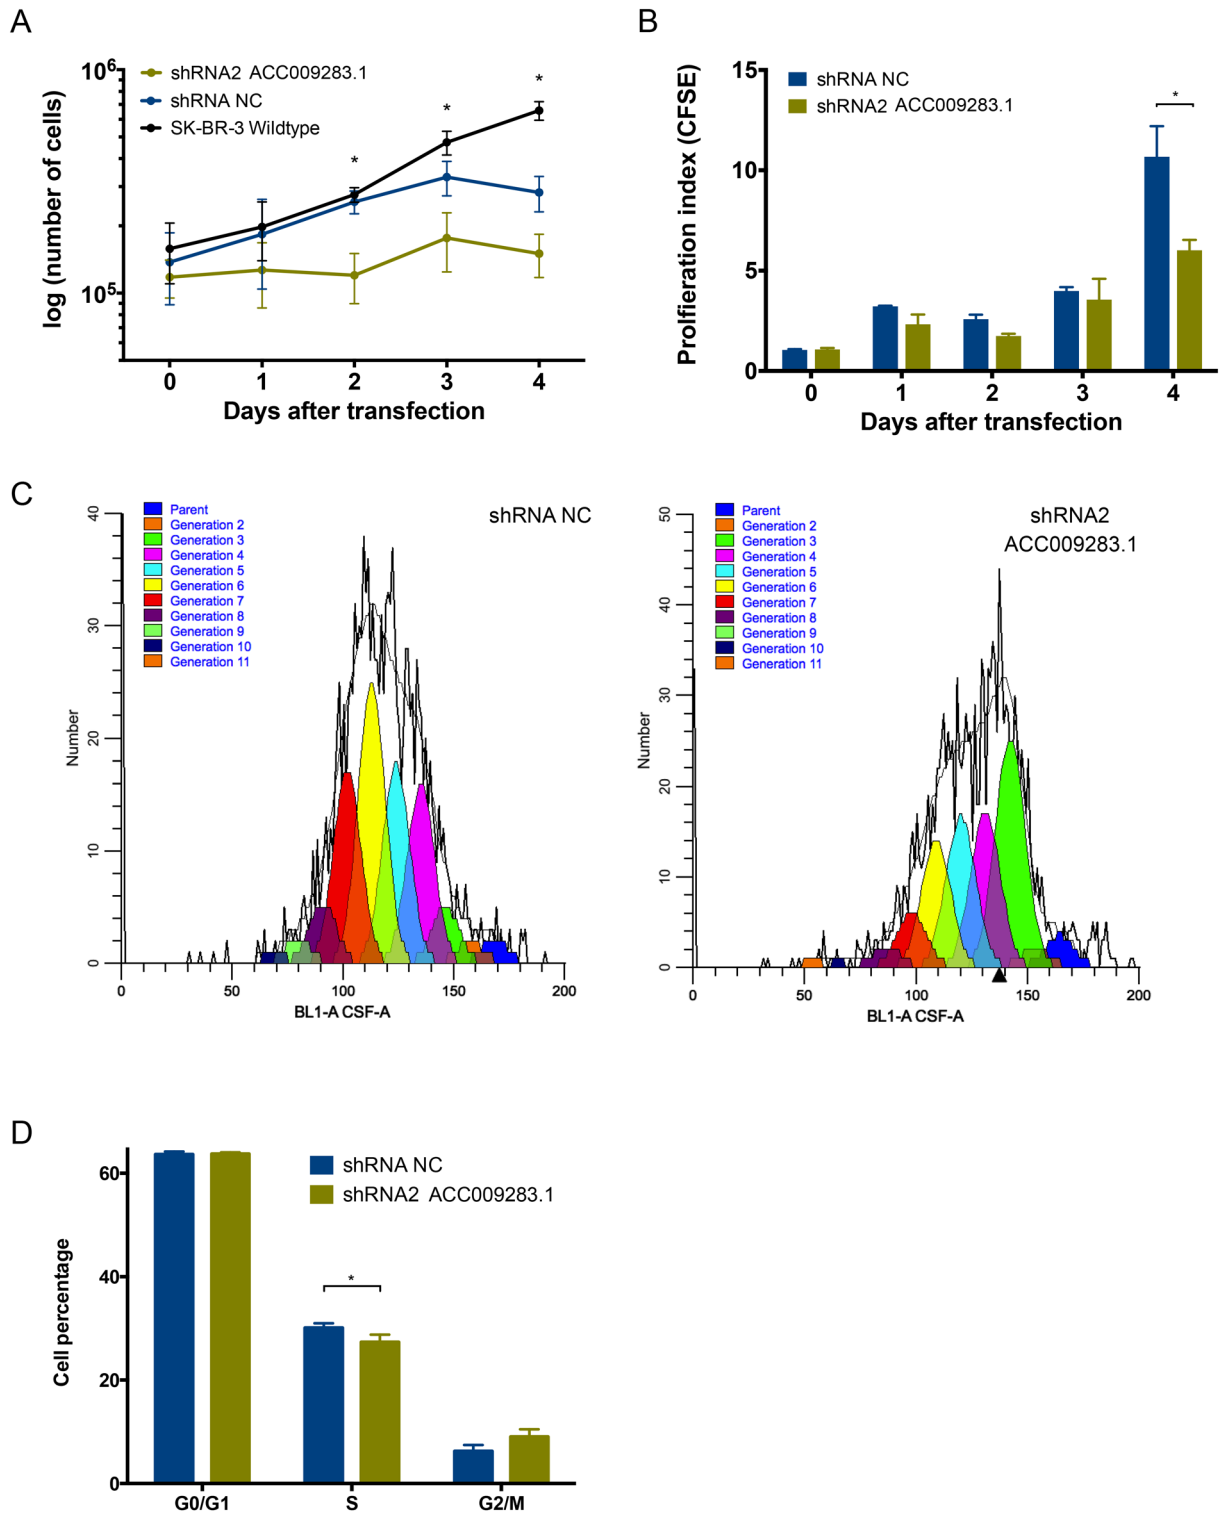 A
10^6
10^5
log (number of cells)
shRNA2 ACC009283.1
shRNA NC
SK-BR-3 Wildtype
*
*
*
0 1 2 3 4
Days after transfection
B
15
10
5
0
Prolfieration index (CFSE)
shRNA NC
shRNA2 ACC009283.1
*
0 1 2 3 4
Days after transfection
C
shRNA NC
Parent
Generation 2
Generation 3
Generation 4
Generation 5
Generation 6
Generation 7
Generation 8
Generation 9
Generation 10
Generation 11
40
30
20
10
0
Number
0 50 100 150 200
BL1-A CSF-A
shRNA2
ACC009283.1
Parent
Generation 2
Generation 3
Generation 4
Generation 5
Generation 6
Generation 7
Generation 8
Generation 9
Generation 10
Generation 11
50
40
30
20
10
0
Number
0 50 100 150 200
BL1-A CSF-A
D
60
40
20
0
Cell percentage
shRNA NC
shRNA2 ACC009283.1
*
G0/G1 S G2/M